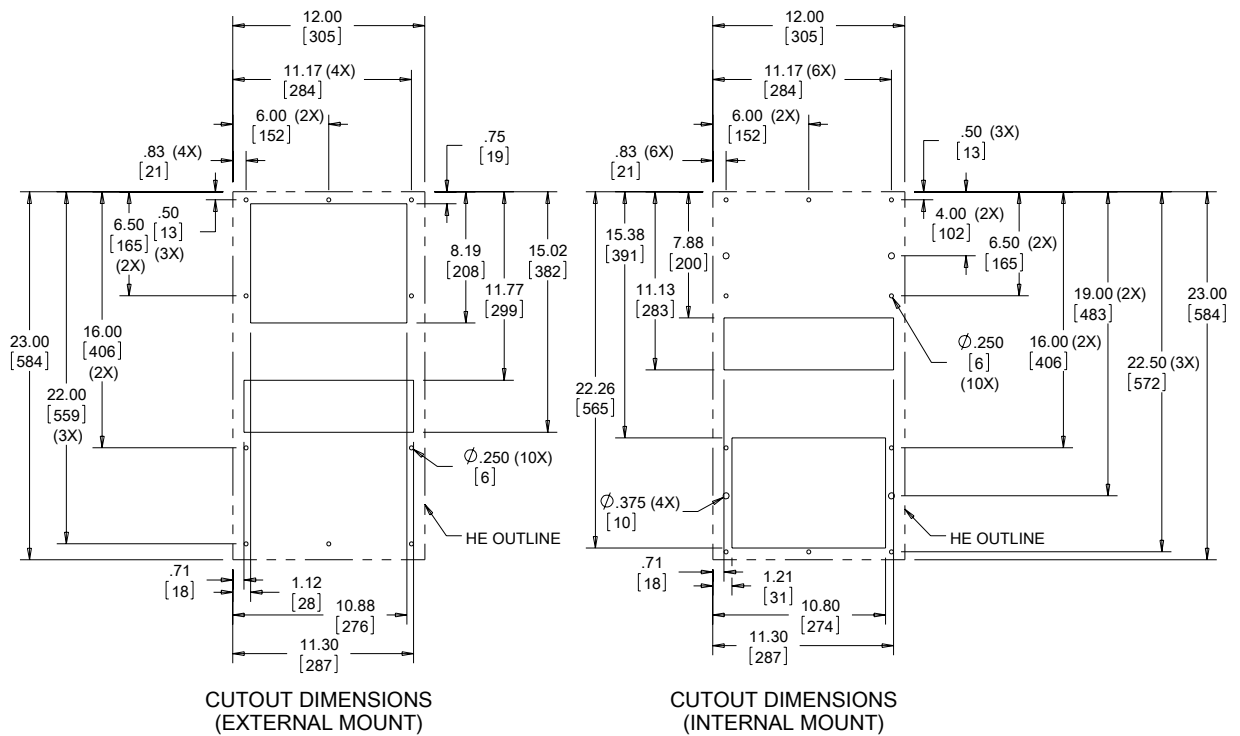 12.00
[305]
11.17 (4X)
[284]
6.00 (2X)
[152]
.83 (4X)
[21]
.75
[19]
6.50
[165]
(2X)
.50
[13]
(3X)
8.19
[208]
15.02
[382]
11.77
[299]
16.00
[406]
(2X)
23.00
[584]
22.00
[559]
(3X)
Ø.250 (10X)
[6]
HE OUTLINE
.71
[18]
1.12
[28]
10.88
[276]
11.30
[287]
CUTOUT DIMENSIONS
(EXTERNAL MOUNT)
12.00
[305]
11.17 (6X)
[284]
6.00 (2X)
[152]
.50 (3X)
[13]
.83 (6X)
[21]
15.38
[391]
7.88
[200]
4.00 (2X)
[102]
6.50 (2X)
[165]
11.13
[283]
19.00 (2X)
[483]
23.00
[584]
Ø.250
[6]
(10X)
16.00 (2X)
[406]
22.50 (3X)
[572]
22.26
[565]
Ø.375 (4X)
[10]
HE OUTLINE
.71
[18]
1.21
[31]
10.80
[274]
11.30
[287]
CUTOUT DIMENSIONS
(INTERNAL MOUNT)